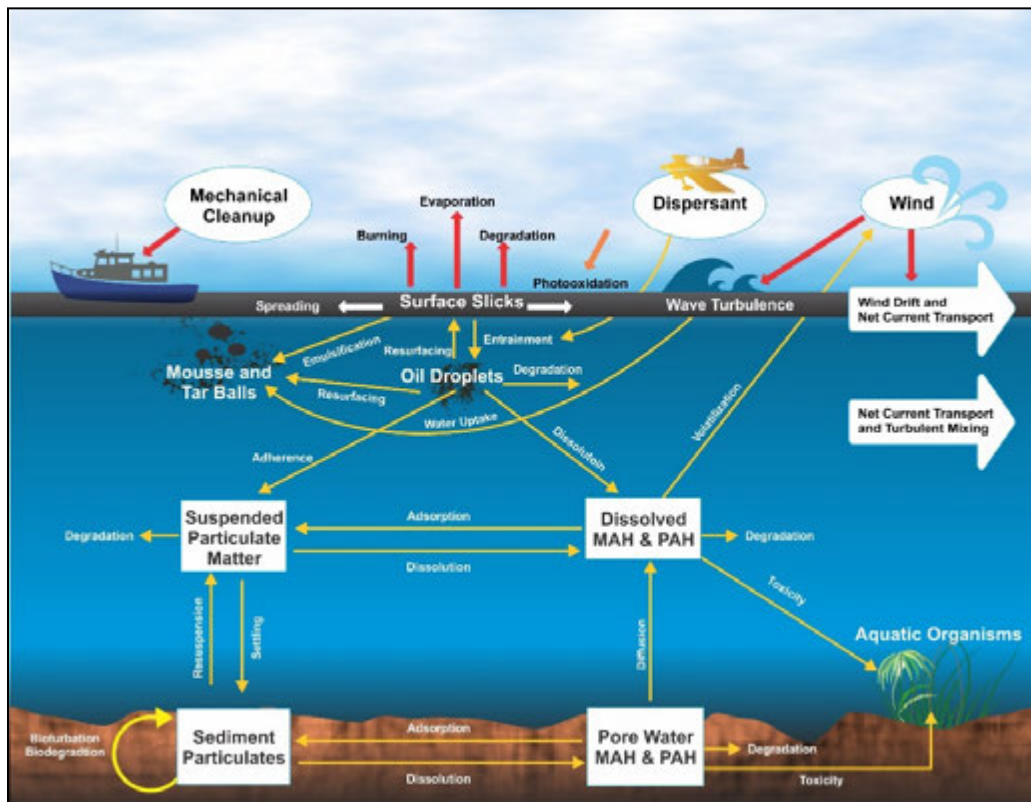 Mechanical
Cleanup
Evaporation
Burning
Degradation
Dispersant
Wind
Photooxidation
Spreading
Surface Slicks
Wave Turbulence
Wind Drift and
Net Current Transport
Emulsification
Resurfacing
Entrainment
Mousse and
Tar Balls
Oil Droplets
Degradation
Resurfacing
Water Uptake
Volatilization
Net Current Transport
and Turbulent Mixing
Adherence
Dissolutein
Suspended
Particulate
Matter
Adsorption
Dissolved
MAH & PAH
Degradation
Degradation
Dissolution
Toxicity
Resuspension
Settling
Diffusion
Aquatic Organisms
Bioturbation
Biodegradtion
Sediment
Particulates
Adsorption
Pore Water
MAH & PAH
Degradation
Dissolution
Toxicity